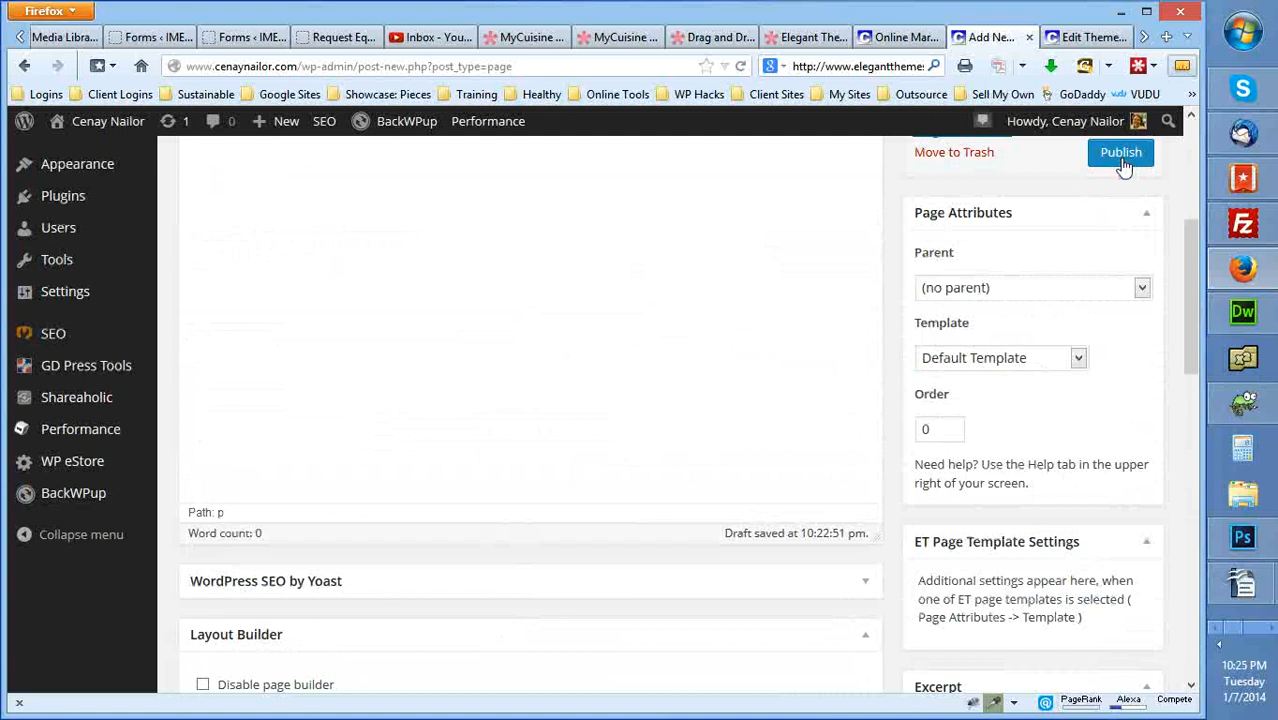 Firefox
Media Libra...
Forms ‹ IME...
Forms ‹ IME...
Request Eq...
Inbox - You...
MyCuisine ...
MyCuisine ...
Drag and Dr...
Elegant The...
Online Mar...
Add Ne...
Edit Theme...
www.cenaynailor.com/wp-admin/post-new.php?post_type=page
http://www.eleganttheme:
Logins
Client Logins
Sustainable
Google Sites
Showcase: Pieces
Training
Healthy
Online Tools
WP Hacks
Client Sites
My Sites
Outsource
Sell My Own
GoDaddy
VUDU
Cenay Nailor
1
0
New
SEO
BackWPup
Performance
Howdy, Cenay Nailor
Appearance
Plugins
Users
Tools
Settings
SEO
GD Press Tools
Shareaholic
Performance
WP eStore
BackWPup
Collapse menu
Path: p
Word count: 0
Draft saved at 10:22:51 pm.
WordPress SEO by Yoast
Layout Builder
Disable page builder
Move to Trash
Publish
Page Attributes
Parent
(no parent)
Template
Default Template
Order
0
Need help? Use the Help tab in the upper
right of your screen.
ET Page Template Settings
Additional settings appear here, when
one of ET page templates is selected (
Page Attributes -> Template )
Excerpt
Dw
Ps
10:25 PM
Tuesday
1/7/2014
PageRank
Alexa
Compete